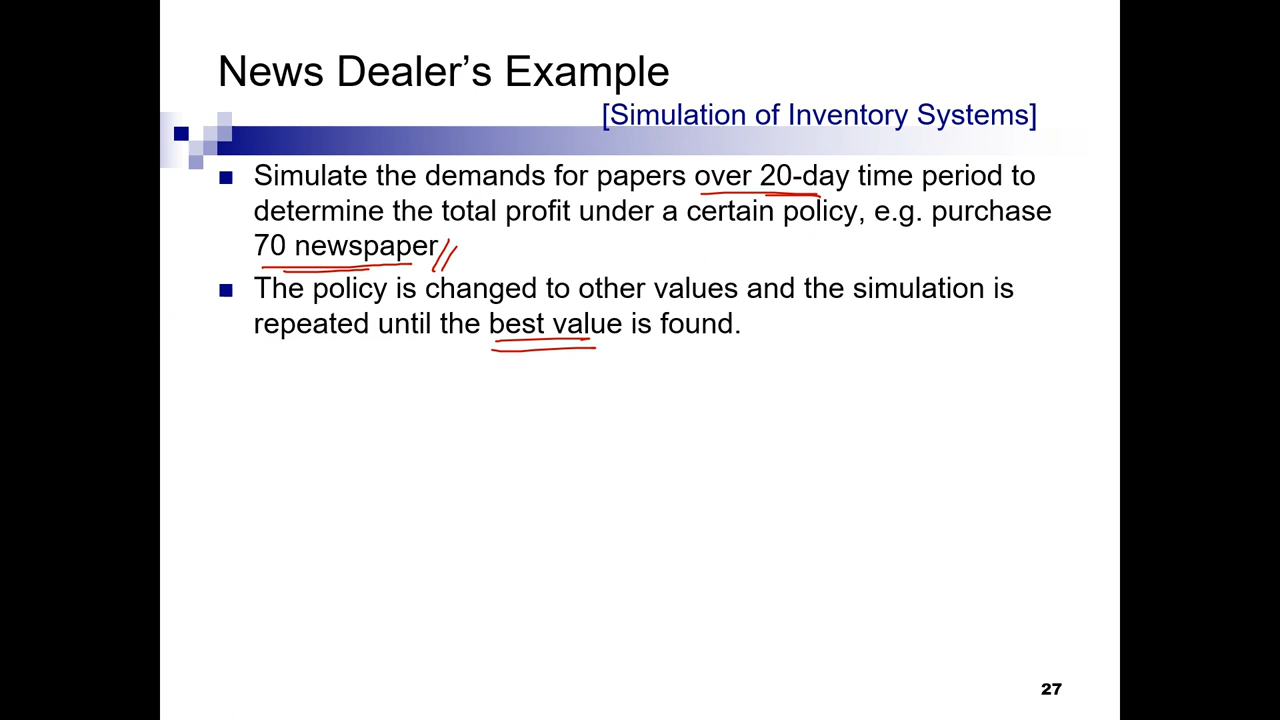 News Dealer's Example
[Simulation of Inventory Systems]
Simulate the demands for papers over 20-day time period to
determine the total profit under a certain policy, e.g. purchase
70 newspaper
The policy is changed to other values and the simulation is
repeated until the best value is found.
27